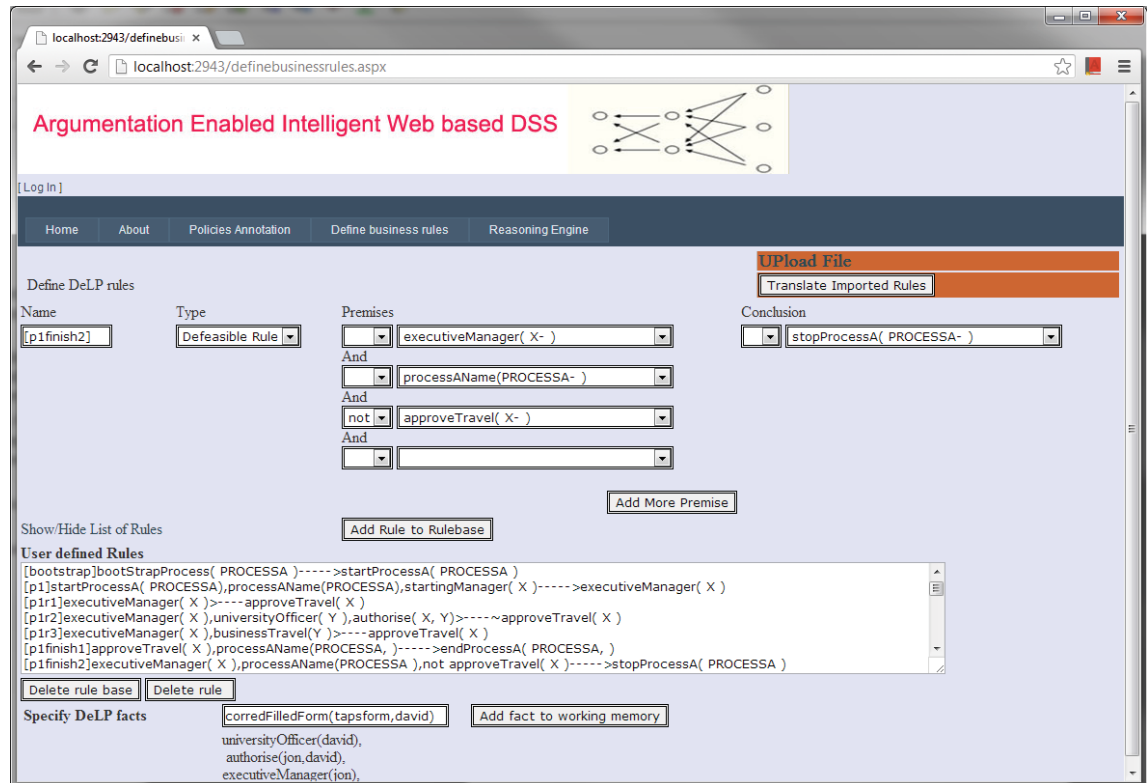 localhost:2943/definebusi
localhost:2943/definebusinessrules.aspx
Argumentation Enabled Intelligent Web based DSS
[ Log In ]
Home About Policies Annotation Define business rules Reasoning Engine
UPload File
Define DeLP rules
Translate Imported Rules
Name Type Premises Conclusion
[p1finish2] Defeasible Rule executiveManager( X- ) stopProcessA( PROCESSA- )
And
processAName(PROCESSA- )
And
not approveTravel( X- )
And
Add More Premise
Show/Hide List of Rules Add Rule to Rulebase
User defined Rules
[bootstrap]bootStrapProcess( PROCESSA )----->startProcessA( PROCESSA )
[p1]startProcessA( PROCESSA),processAName(PROCESSA),startingManager( X )----->executiveManager( X )
[p1r1]executiveManager( X )>----approveTravel( X )
[p1r2]executiveManager( X ),universityOfficer( Y ),authorise( X, Y)>----~approveTravel( X )
[p1r3]executiveManager( X ),businessTravel(Y )>----approveTravel( X )
[p1finish1]approveTravel( X ),processAName(PROCESSA, )----->endProcessA( PROCESSA, )
[p1finish2]executiveManager( X ),processAName(PROCESSA ),not approveTravel( X )----->stopProcessA( PROCESSA )
Delete rule base Delete rule
Specify DeLP facts corredFilledForm(tapsform,david) Add fact to working memory
universityOfficer(david),
authorise(jon,david),
executiveManager(jon),